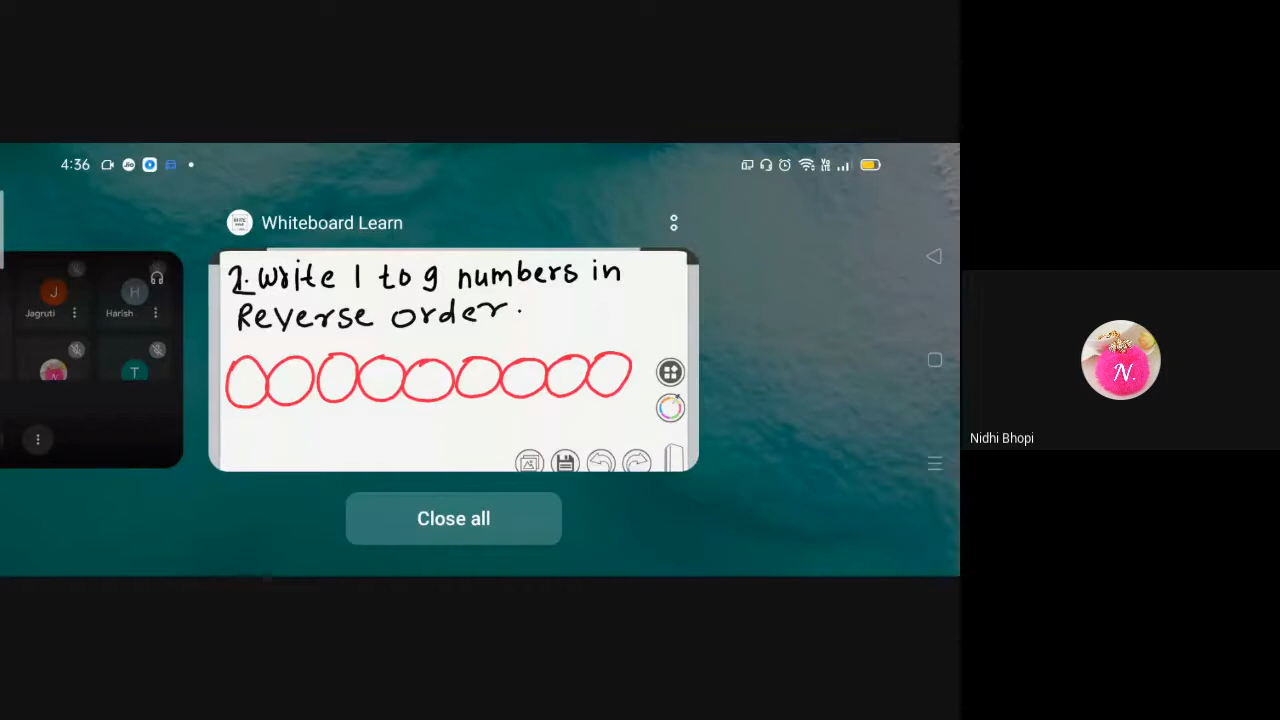 4:36
Whiteboard Learn
2. Write 1 to 9 numbers in
Reverse order.
Jagruti
Harish
T
N.
Nidhi Bhopi
Close all